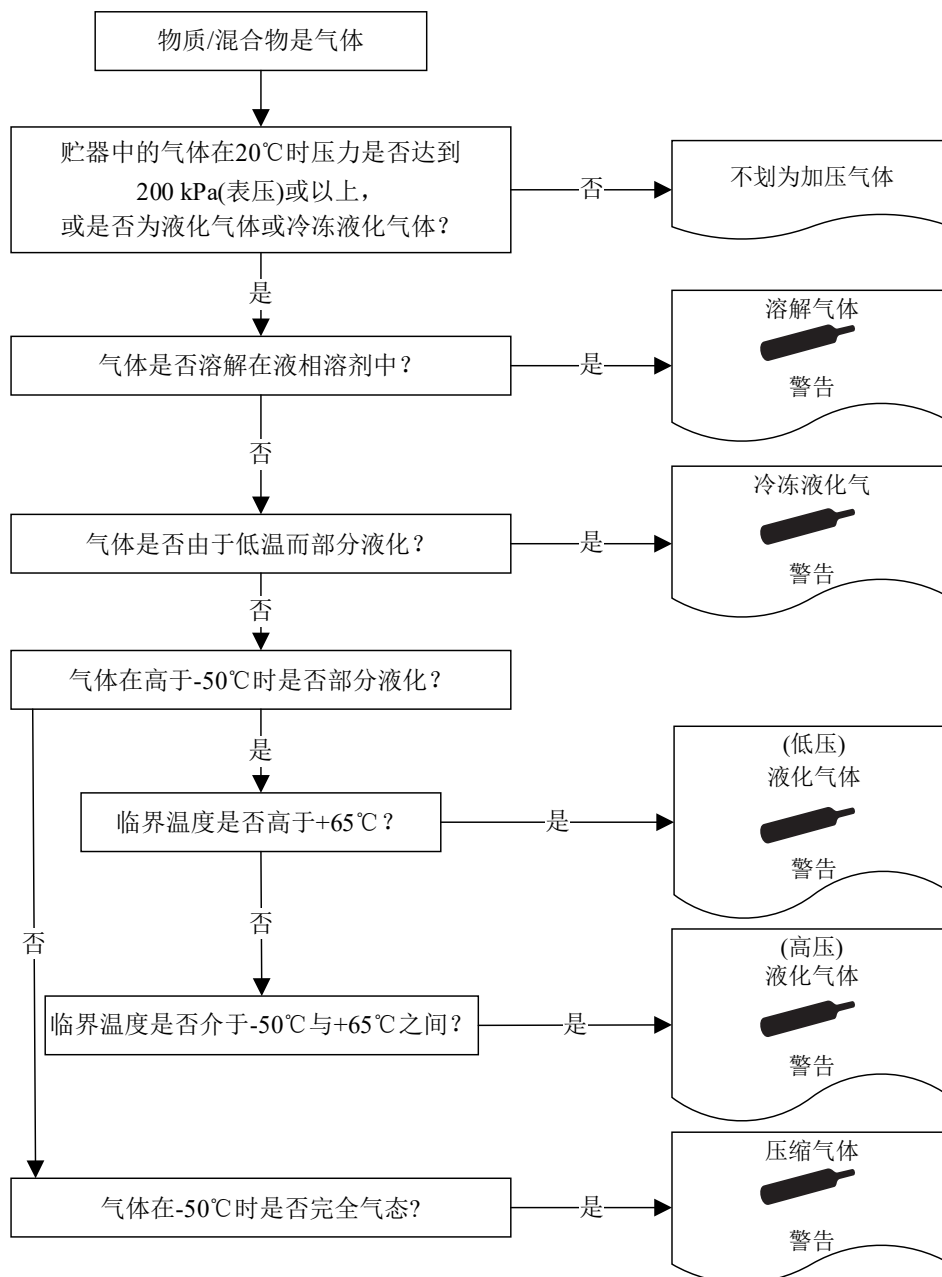 物质/混合物是气体
贮器中的气体在20℃时压力是否达到
200 kPa(表压)或以上，
或是否为液化气体或冷冻液化气体？
否
不划为加压气体
是
气体是否溶解在液相溶剂中？
是
溶解气体
警告
否
气体是否由于低温而部分液化？
是
冷冻液化气
警告
否
气体在高于-50℃时是否部分液化？
是
临界温度是否高于+65℃？
是
(低压)
液化气体
警告
否
否
临界温度是否介于-50℃与+65℃之间？
是
(高压)
液化气体
警告
气体在-50℃时是否完全气态?
是
压缩气体
警告